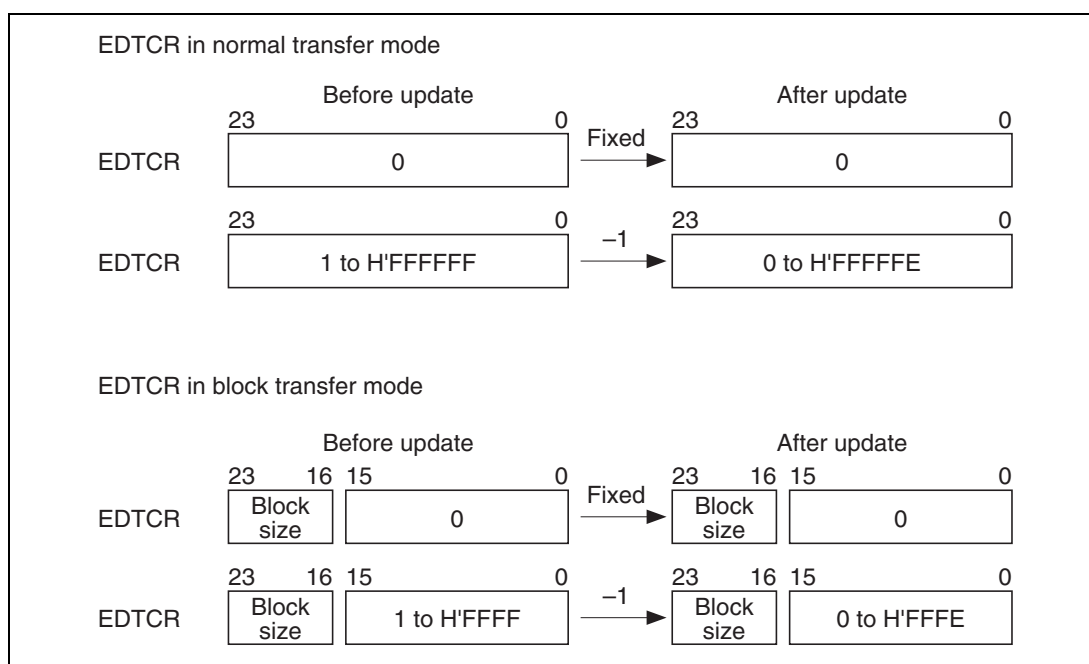 EDTCR in normal transfer mode
Before update After update
23 0 23 0
EDTCR 0 Fixed 0
23 0 23 0
EDTCR 1 to H'FFFFFF –1 0 to H'FFFFFE
EDTCR in block transfer mode
Before update After update
23 16 15 0 23 16 15 0
EDTCR Block size 0 Fixed Block size 0
23 16 15 0 23 16 15 0
EDTCR Block size 1 to H'FFFF –1 Block size 0 to H'FFFE